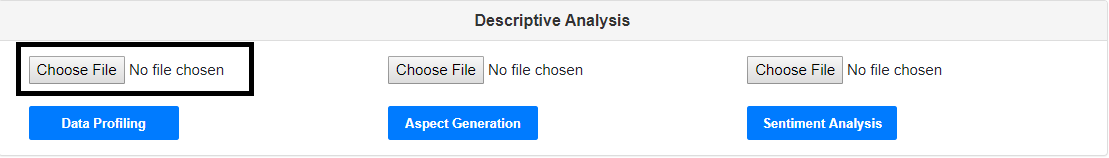 Descriptive Analysis
Choose File No file chosen Choose File No file chosen Choose File No file chosen
Data Profiling Aspect Generation Sentiment Analysis